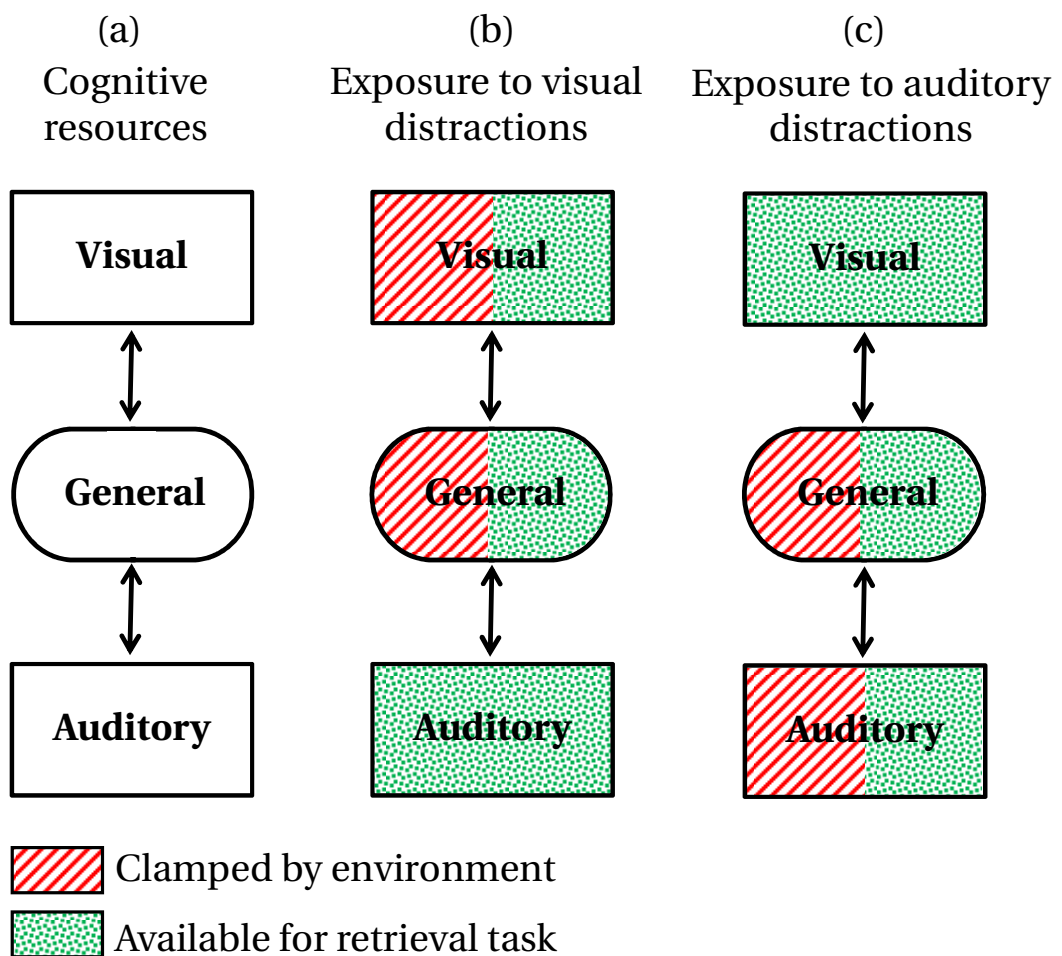 (a)
Cognitive
resources
(b)
Exposure to visual
distractions
(c)
Exposure to auditory
distractions
Visual
Visual
Visual
General
General
General
Auditory
Auditory
Auditory
Clamped by environment
Available for retrieval task